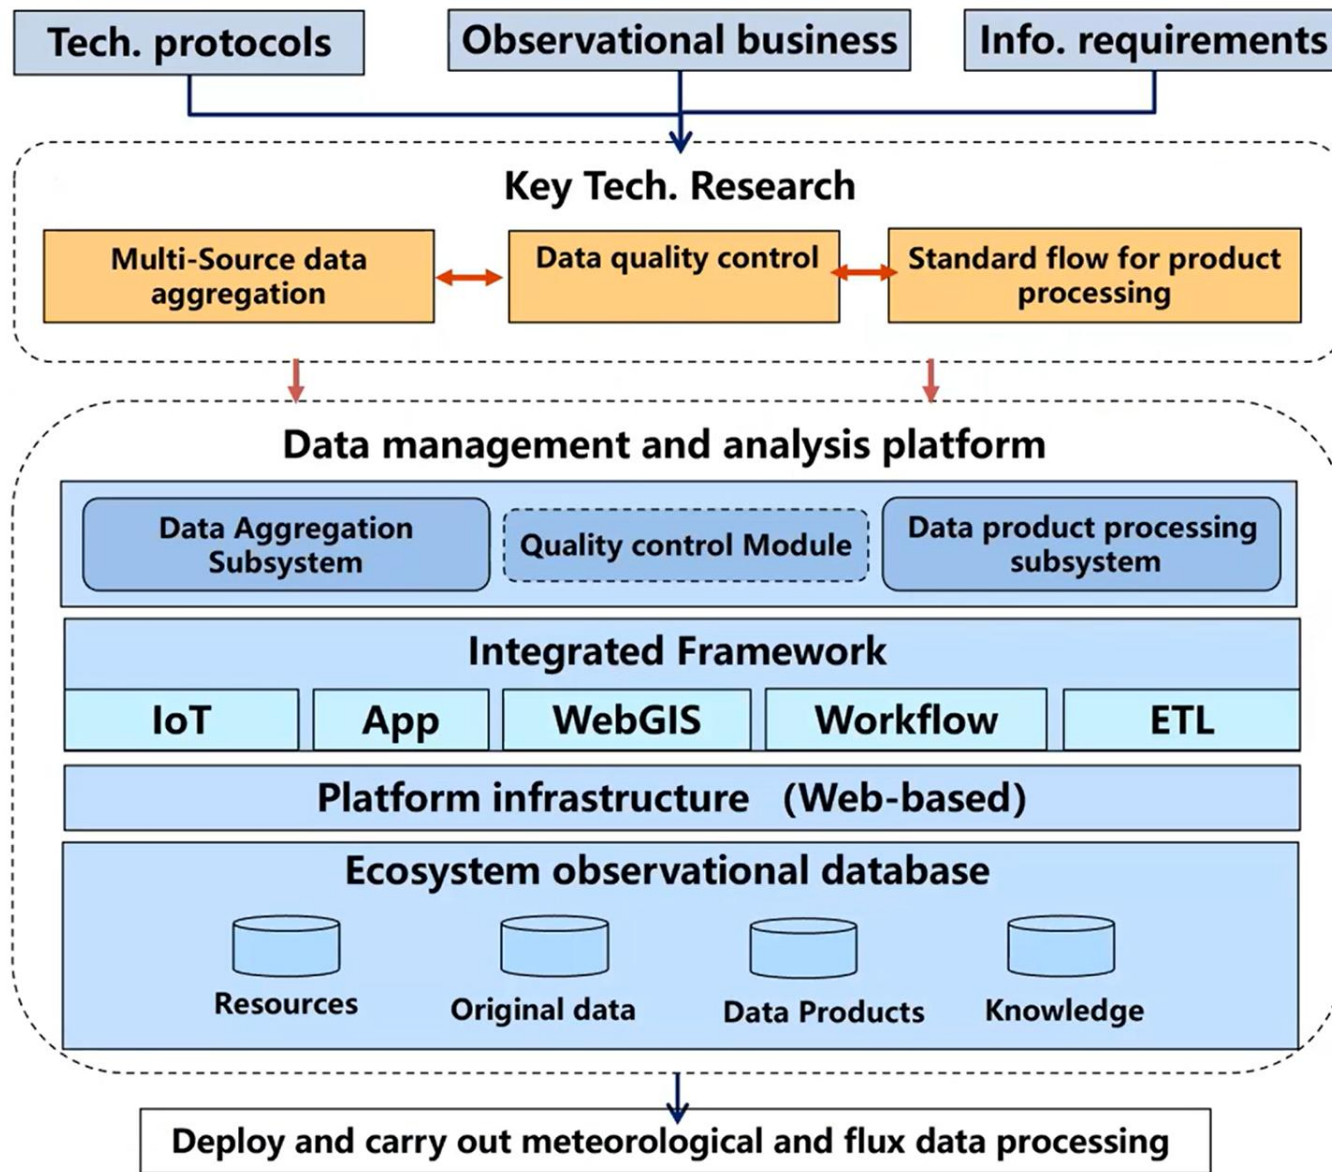 Tech. protocols
Observational business
Info. requirements
Key Tech. Research
Multi-Source data
aggregation
Data quality control
Standard flow for product
processing
Data management and analysis platform
Data Aggregation
Subsystem
Quality control Module
Data product processing
subsystem
Integrated Framework
IoT
App
WebGIS
Workflow
ETL
Platform infrastructure (Web-based)
Ecosystem observational database
Resources
Original data
Data Products
Knowledge
Deploy and carry out meteorological and flux data processing